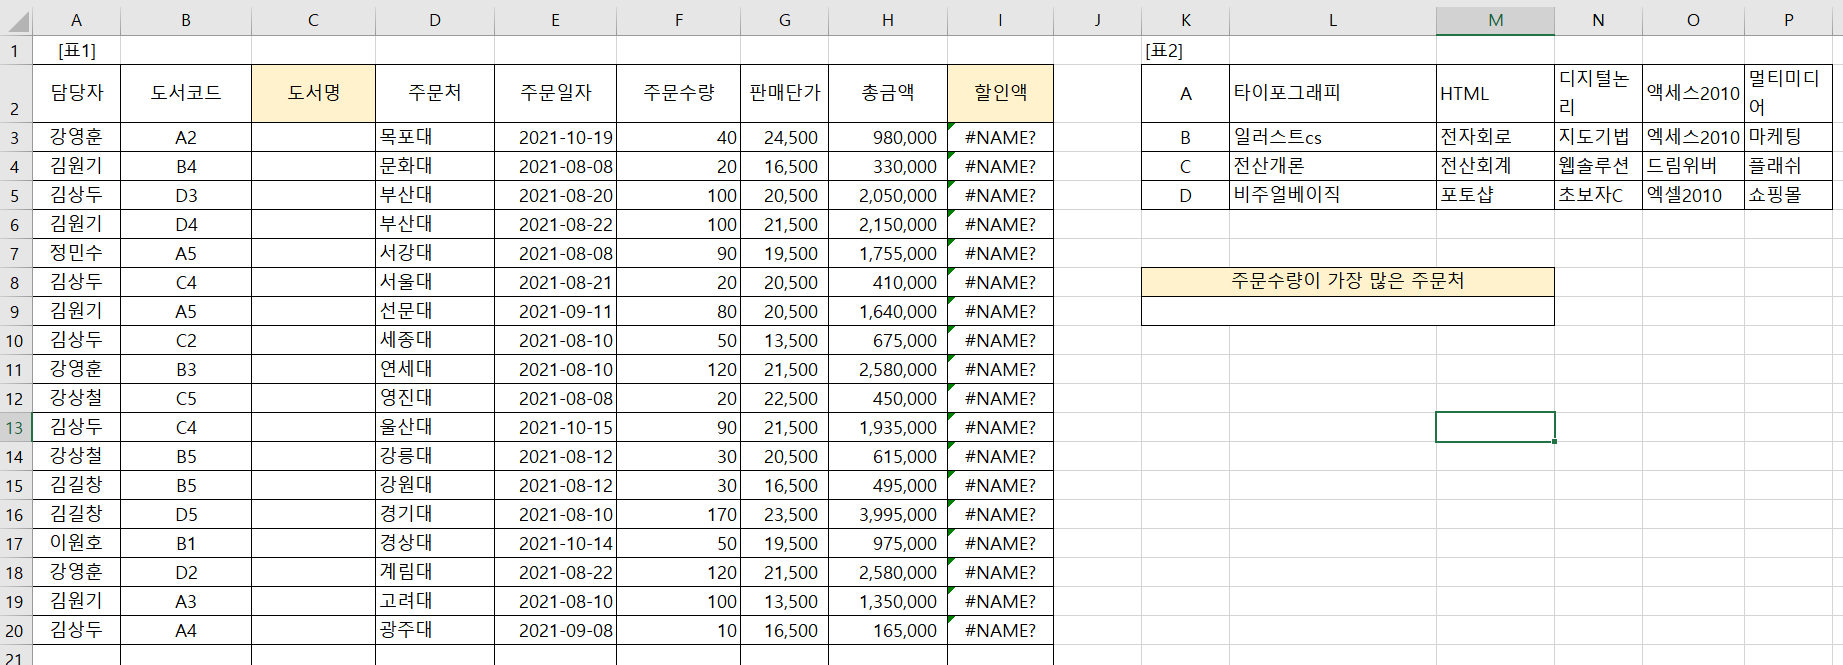 A B C D E F G H I J K L M N O P
1 [표1] [표2]
2 담당자 도서코드 도서명 주문처 주문일자 주문수량 판매단가 총금액 할인액 A 타이포그래피 HTML 디지털논리 액세스2010 멀티미디어
3 강영훈 A2 목포대 2021-10-19 40 24,500 980,000 #NAME? B 일러스트cs 전자회로 지도기법 엑세스2010 마케팅
4 김원기 B4 문화대 2021-08-08 20 16,500 330,000 #NAME? C 전산개론 전산회계 웹솔루션 드림위버 플래쉬
5 김상두 D3 부산대 2021-08-20 100 20,500 2,050,000 #NAME? D 비주얼베이직 포토샵 초보자C 엑셀2010 쇼핑몰
6 김원기 D4 부산대 2021-08-22 100 21,500 2,150,000 #NAME?
7 정민수 A5 서강대 2021-08-08 90 19,500 1,755,000 #NAME?
8 김상두 C4 서울대 2021-08-21 20 20,500 410,000 #NAME? 주문수량이 가장 많은 주문처
9 김원기 A5 선문대 2021-09-11 80 20,500 1,640,000 #NAME?
10 김상두 C2 세종대 2021-08-10 50 13,500 675,000 #NAME?
11 강영훈 B3 연세대 2021-08-10 120 21,500 2,580,000 #NAME?
12 강상철 C5 영진대 2021-08-08 20 22,500 450,000 #NAME?
13 김상두 C4 울산대 2021-10-15 90 21,500 1,935,000 #NAME?
14 강상철 B5 강릉대 2021-08-12 30 20,500 615,000 #NAME?
15 김길창 B5 강원대 2021-08-12 30 16,500 495,000 #NAME?
16 김길창 D5 경기대 2021-08-10 170 23,500 3,995,000 #NAME?
17 이원호 B1 경상대 2021-10-14 50 19,500 975,000 #NAME?
18 강영훈 D2 계림대 2021-08-22 120 21,500 2,580,000 #NAME?
19 김원기 A3 고려대 2021-08-10 100 13,500 1,350,000 #NAME?
20 김상두 A4 광주대 2021-09-08 10 16,500 165,000 #NAME?
21